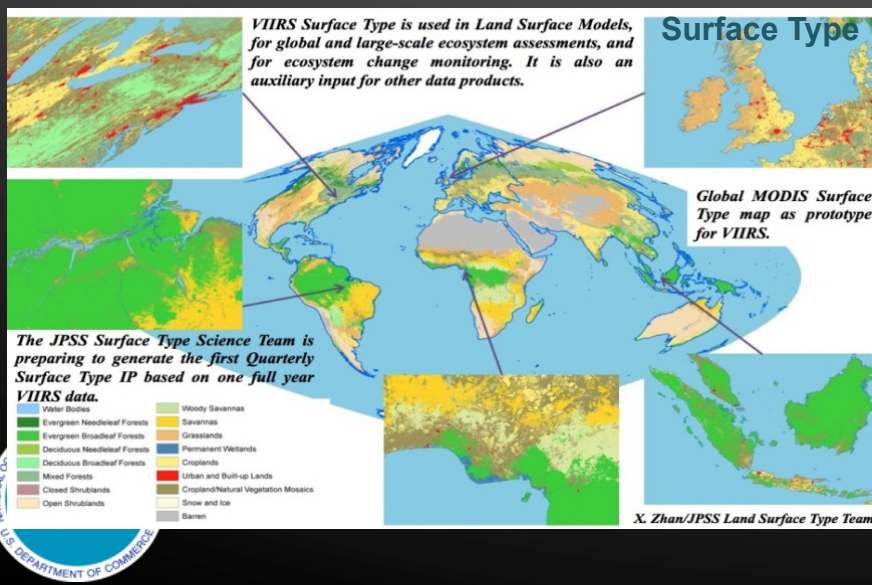 Surface Type
VIIRS Surface Type is used in Land Surface Models,
for global and large-scale ecosystem assessments, and
for ecosystem change monitoring. It is also an
auxiliary input for other data products.
Global MODIS Surface
Type map as prototype
for VIIRS.
The JPSS Surface Type Science Team is
preparing to generate the first Quarterly
Surface Type IP based on one full year
VIIRS data.
Water Bodies
Evergreen Needleleaf Forests
Evergreen Broadleaf Forests
Deciduous Needleleaf Forests
Deciduous Broadleaf Forests
Mixed Forests
Closed Shrublands
Open Shrublands
Woody Savannas
Savannas
Grasslands
Permanent Wetlands
Croplands
Urban and Built-up Lands
Cropland/Natural Vegetation Mosaics
Snow and Ice
Barren
X. Zhan/JPSS Land Surface Type Team
U.S. DEPARTMENT OF COMMERCE